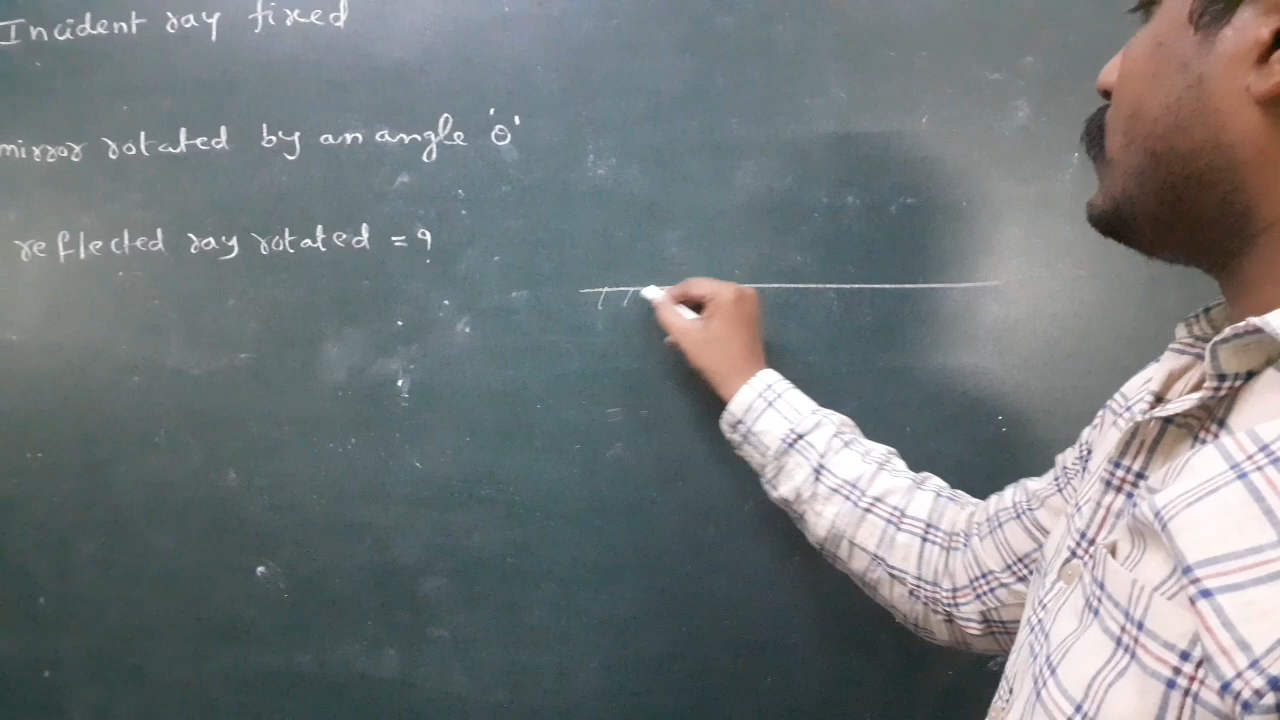 Incident ray fixed
mirror rotated by an angle 'θ'
reflected ray rotated = ?